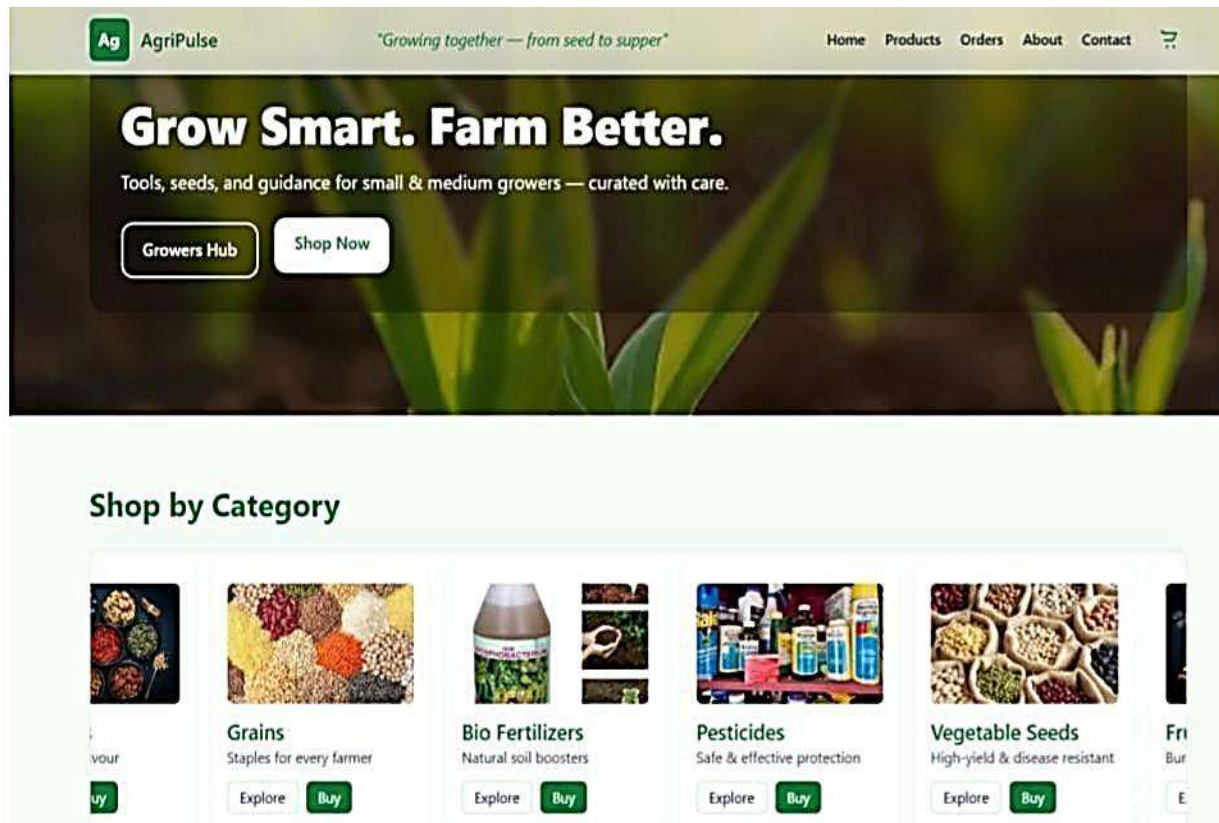 Ag AgriPulse "Growing together — from seed to supper" Home Products Orders About Contact
Grow Smart. Farm Better.
Tools, seeds, and guidance for small & medium growers — curated with care.
Growers Hub Shop Now
Shop by Category
Grains Bio Fertilizers Pesticides Vegetable Seeds
vour Staples for every farmer Natural soil boosters Safe & effective protection High-yield & disease resistant Bur
uy Explore Buy Explore Buy Explore Buy Explore Buy E